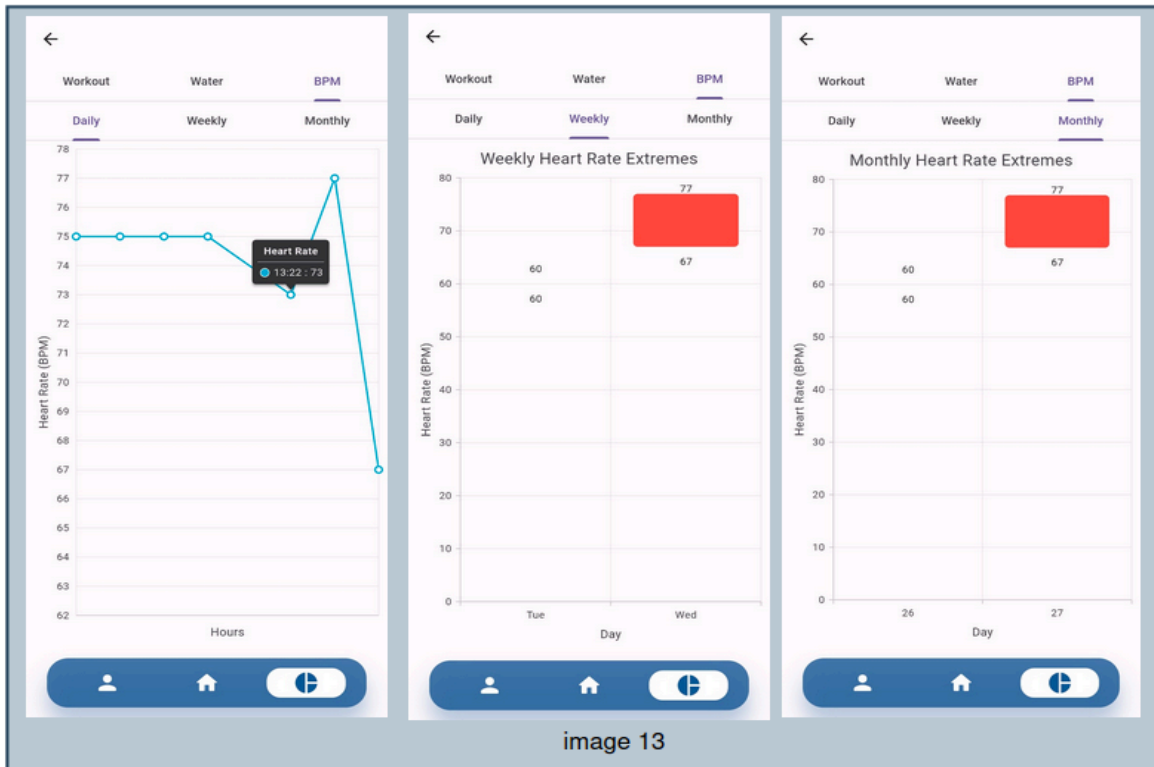 Workout Water BPM
Daily Weekly Monthly
78
77
76
75
74
73
72
71
70
69
68
67
66
65
64
63
62
Heart Rate (BPM)
Heart Rate
13:22 : 73
Hours
Workout Water BPM
Daily Weekly Monthly
Weekly Heart Rate Extremes
80
70
60
50
40
30
20
10
0
Heart Rate (BPM)
77
67
60
60
Tue Wed
Day
Workout Water BPM
Daily Weekly Monthly
Monthly Heart Rate Extremes
80
70
60
50
40
30
20
10
0
Heart Rate (BPM)
77
67
60
60
26 27
Day
image 13